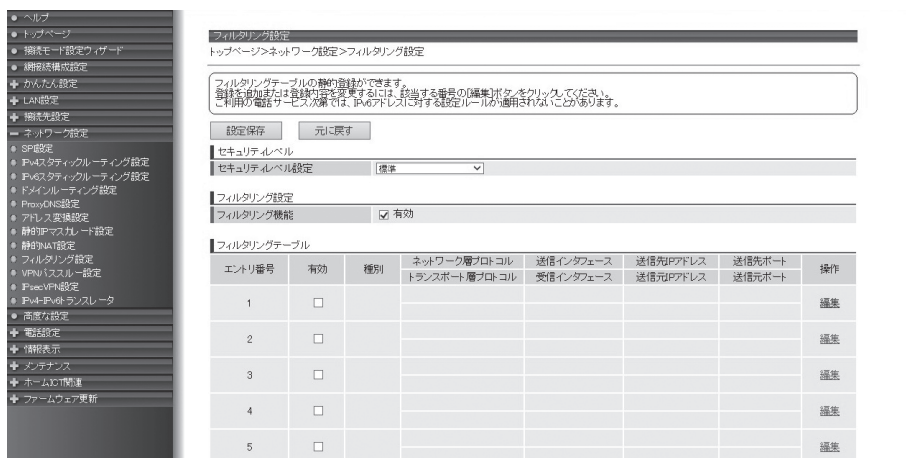 ヘルプ
トップページ
接続モード設定ウィザード
網接続構成設定
かんたん設定
LAN設定
接続先設定
ネットワーク設定
SPI設定
IPv4スタティックルーティング設定
IPv6スタティックルーティング設定
ドメインルーティング設定
ProxyDNS設定
アドレス変換設定
静的IPマスカレード設定
静的NAT設定
フィルタリング設定
VPNパススルー設定
IPsecVPN設定
IPv4-IPv6トランスレータ
高度な設定
電話設定
情報表示
メンテナンス
ホームICT関連
ファームウェア更新
フィルタリング設定
トップページ>ネットワーク設定>フィルタリング設定
フィルタリングテーブルの静的登録ができます。
登録を追加または登録内容を変更するには、該当する番号の[編集]ボタンをクリックしてください。
ご利用の電話サービス次第では、IPv6アドレスに対する設定ルールが適用されないことがあります。
設定保存 元に戻す
セキュリティレベル
セキュリティレベル設定 標準
フィルタリング設定
フィルタリング機能 有効
フィルタリングテーブル
エントリ番号 有効 種別 ネットワーク層プロトコル 送信インタフェース 送信先IPアドレス 送信先ポート 操作
トランスポート層プロトコル 受信インタフェース 送信元IPアドレス 送信元ポート
1 編集
2 編集
3 編集
4 編集
5 編集